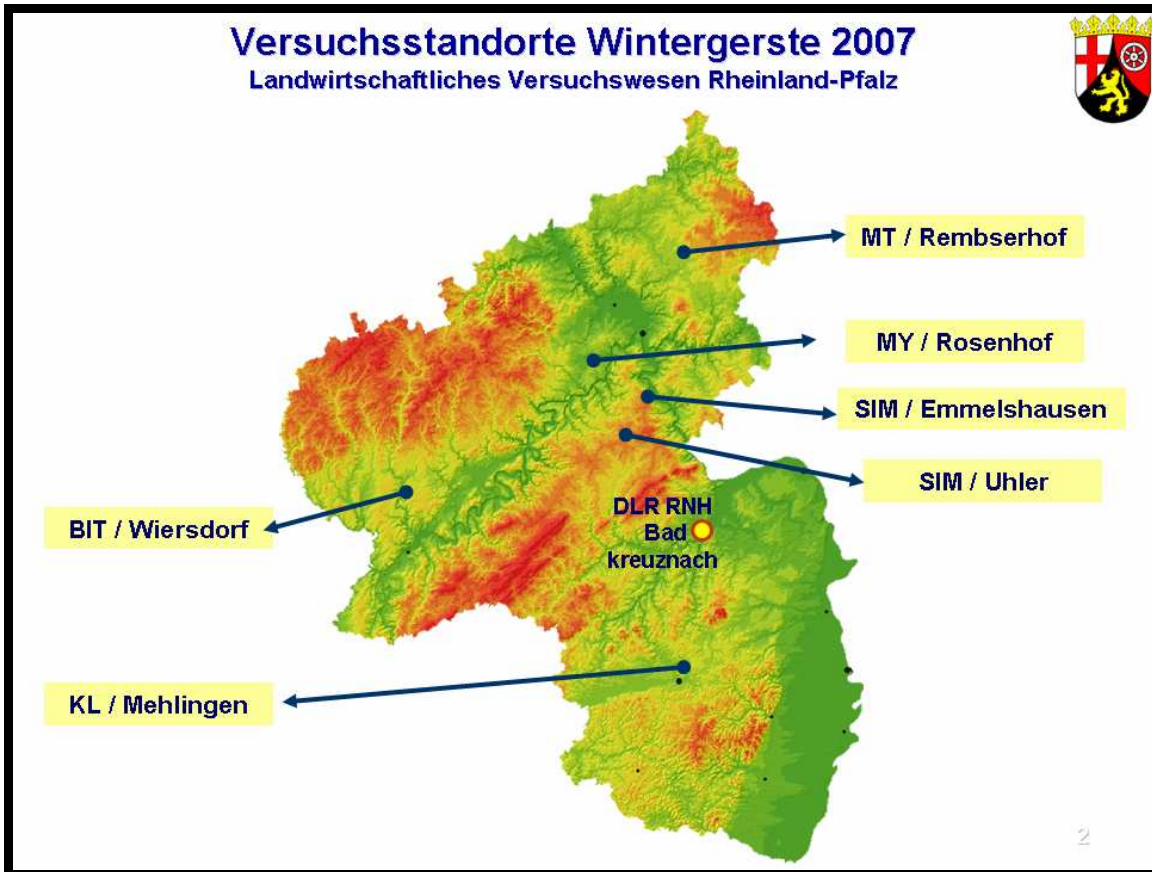 Versuchsstandorte Wintergerste 2007
Landwirtschaftliches Versuchswesen Rheinland-Pfalz
MT / Rembserhof
MY / Rosenhof
SIM / Emmelshausen
SIM / Uhler
DLR RNH
Bad
kreuznach
BIT / Wiersdorf
KL / Mehlingen
2